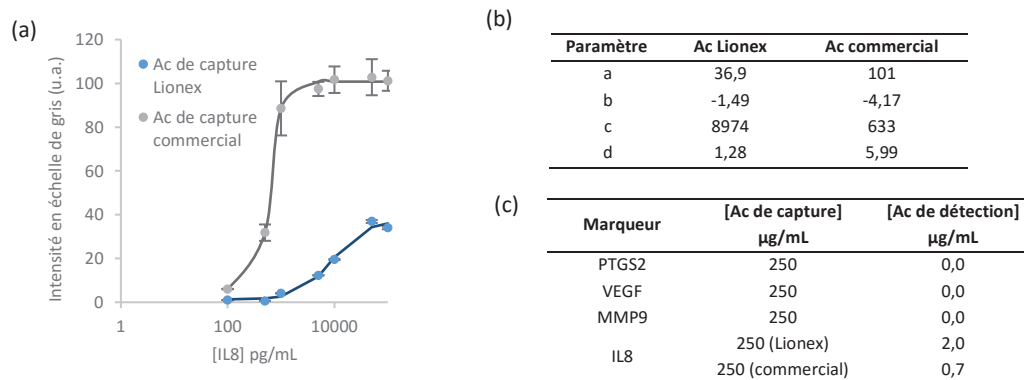 (a)
120
100
80
60
40
20
0
1
100
10000
Intensité en échelle de gris (u.a.)
[IL8] pg/mL
Ac de capture
Lionex
Ac de capture
commercial
(b)
Paramètre Ac Lionex Ac commercial
a 36,9 101
b -1,49 -4,17
c 8974 633
d 1,28 5,99
(c)
Marqueur [Ac de capture] µg/mL [Ac de détection] µg/mL
PTGS2 250 0,0
VEGF 250 0,0
MMP9 250 0,0
IL8 250 (Lionex) 2,0
250 (commercial) 0,7